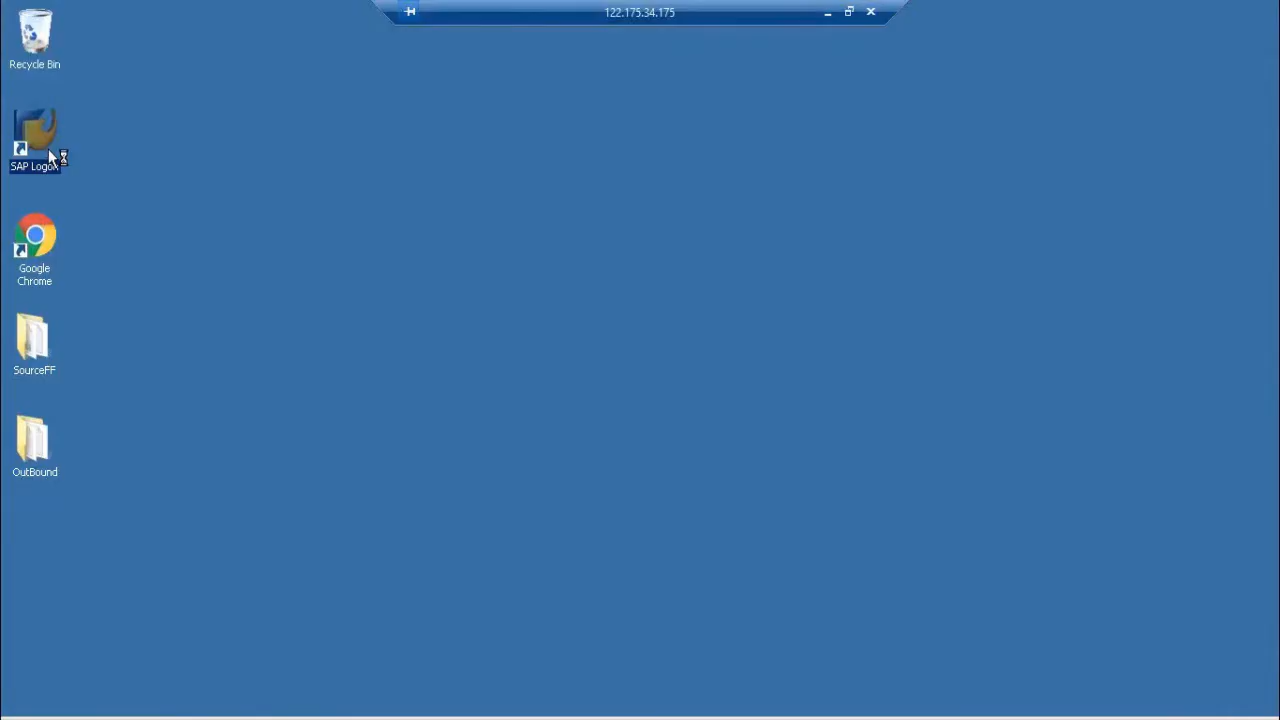 122.175.34.175
Recycle Bin
SAP Logon
Google
Chrome
SourceFF
OutBound